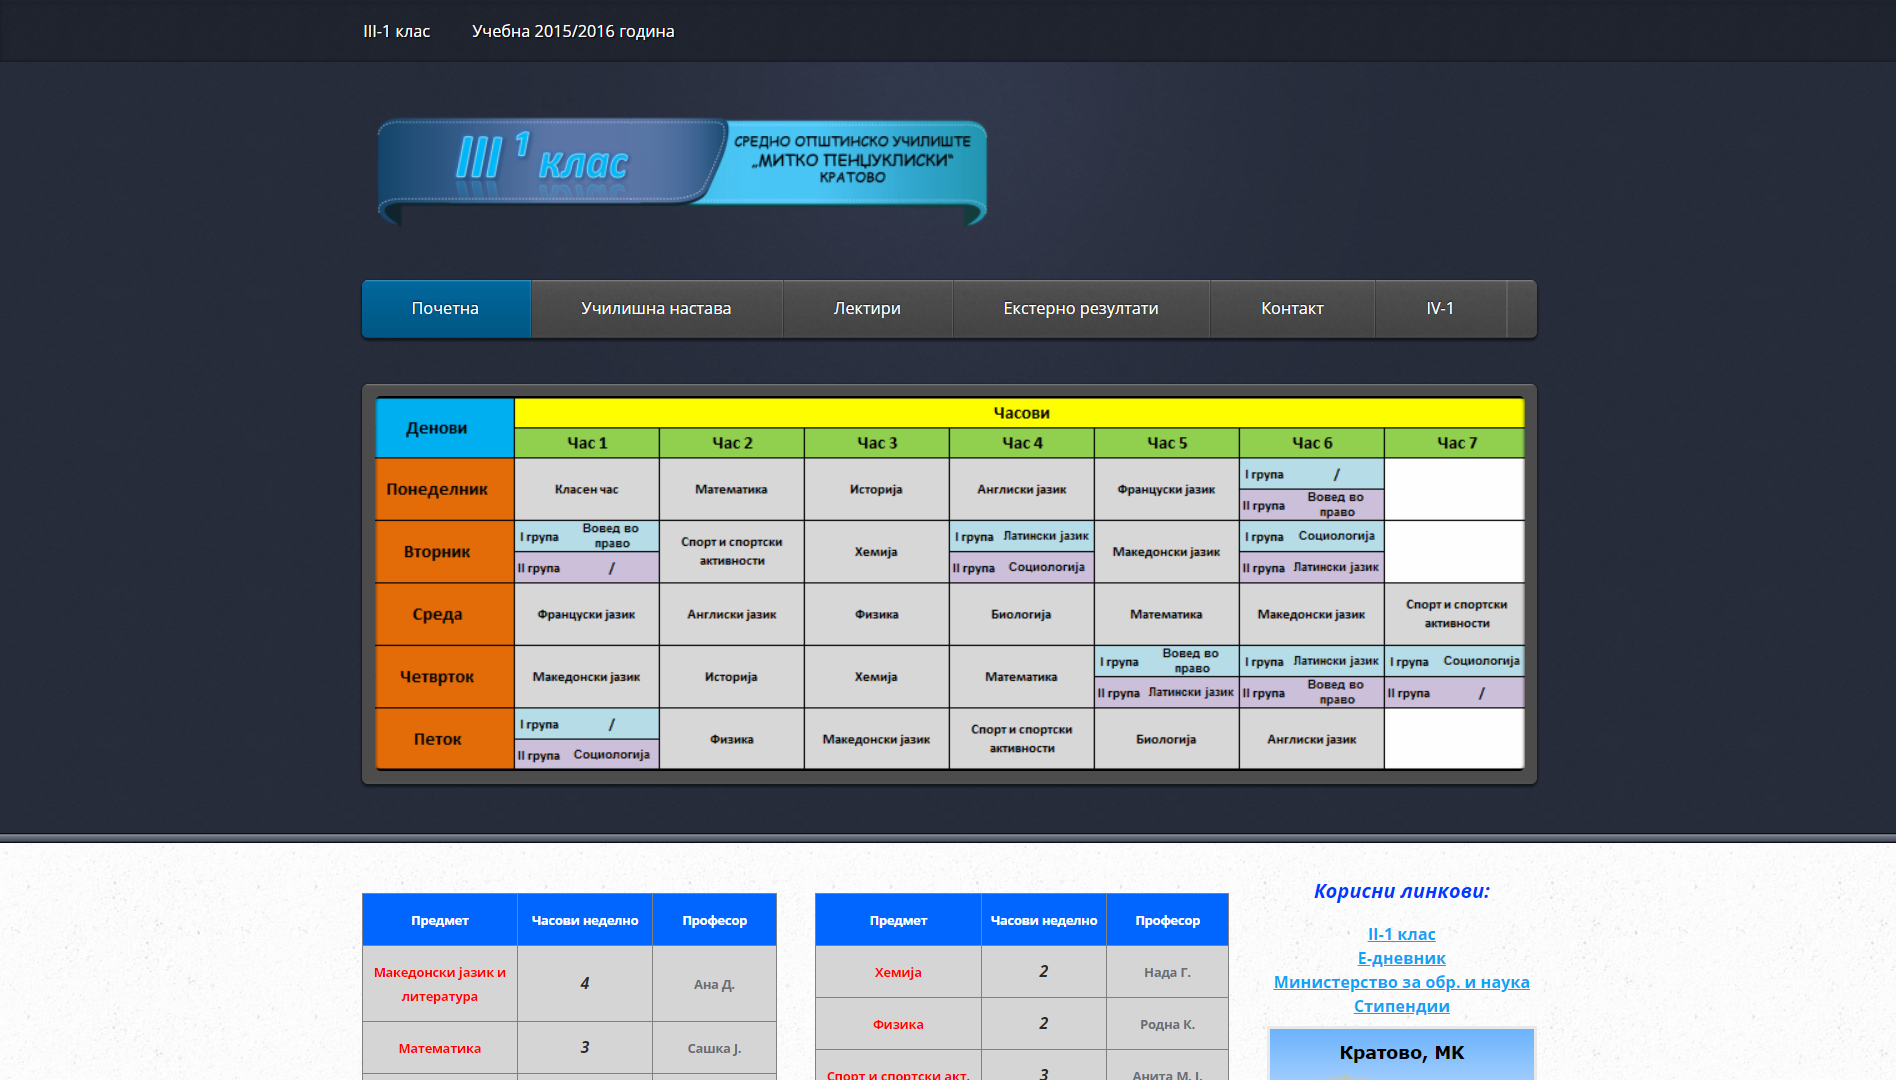 III-1 клас
Учебна 2015/2016 година
III 1 клас
СРЕДНО ОПШТИНСКО УЧИЛИШТЕ
„МИТКО ПЕНЏУКЛИСКИ“
КРАТОВО
Почетна
Училишна настава
Лектири
Екстерно резултати
Контакт
IV-1
Денови
Часови
Час 1
Час 2
Час 3
Час 4
Час 5
Час 6
Час 7
Понеделник
Класен час
Математика
Историја
Англиски јазик
Француски јазик
I група /
II група Вовед во
право
Вторник
I група Вовед во
право
II група /
Спорт и спортски
активности
Хемија
I група Латински јазик
II група Социологија
Македонски јазик
I група Социологија
II група Латински јазик
Среда
Француски јазик
Англиски јазик
Физика
Биологија
Математика
Македонски јазик
Спорт и спортски
активности
Четврток
Македонски јазик
Историја
Хемија
Математика
I група Вовед во
право
II група Латински јазик
I група Латински јазик
II група Вовед во
право
I група Социологија
II група /
Петок
I група /
II група Социологија
Физика
Македонски јазик
Спорт и спортски
активности
Биологија
Англиски јазик
Предмет Часови неделно Професор
Македонски јазик и
литература
4
Ана Д.
Математика 3 Сашка Ј.
Предмет Часови неделно Професор
Хемија 2 Нада Г.
Физика 2 Родна К.
Спорт и спортски акт. 3 Анита М. Ј.
Корисни линкови:
II-1 клас
Е-дневник
Министерство за обр. и наука
Стипендии
Кратово, МК